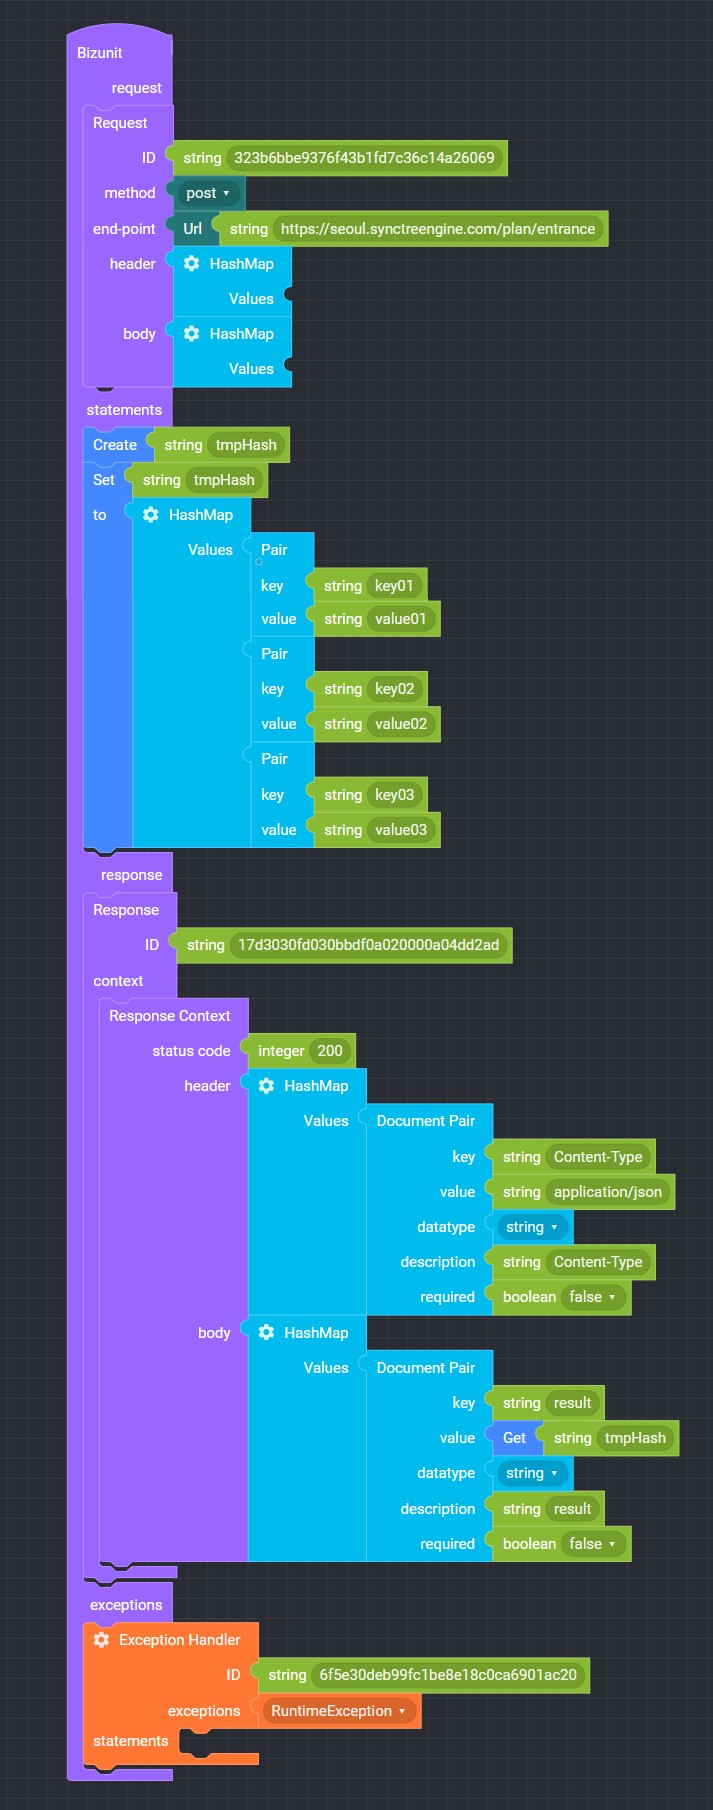 Bizunit
request
Request
ID string 323b6bbe9376f43b1fd7c36c14a26069
method post
end-point Url string https://seoul.synctreengine.com/plan/entrance
header HashMap
Values
body HashMap
Values
statements
Create string tmpHash
Set string tmpHash
to HashMap
Values Pair
key string key01
value string value01
Pair
key string key02
value string value02
Pair
key string key03
value string value03
response
Response
ID string 17d3030fd030bbdf0a020000a04dd2ad
context
Response Context
status code integer 200
header HashMap
Values Document Pair
key string Content-Type
value string application/json
datatype string
description string Content-Type
required boolean false
body HashMap
Values Document Pair
key string result
value Get string tmpHash
datatype string
description string result
required boolean false
exceptions
Exception Handler
ID string 6f5e30deb99fc1be8e18c0ca6901ac20
exceptions RuntimeException
statements